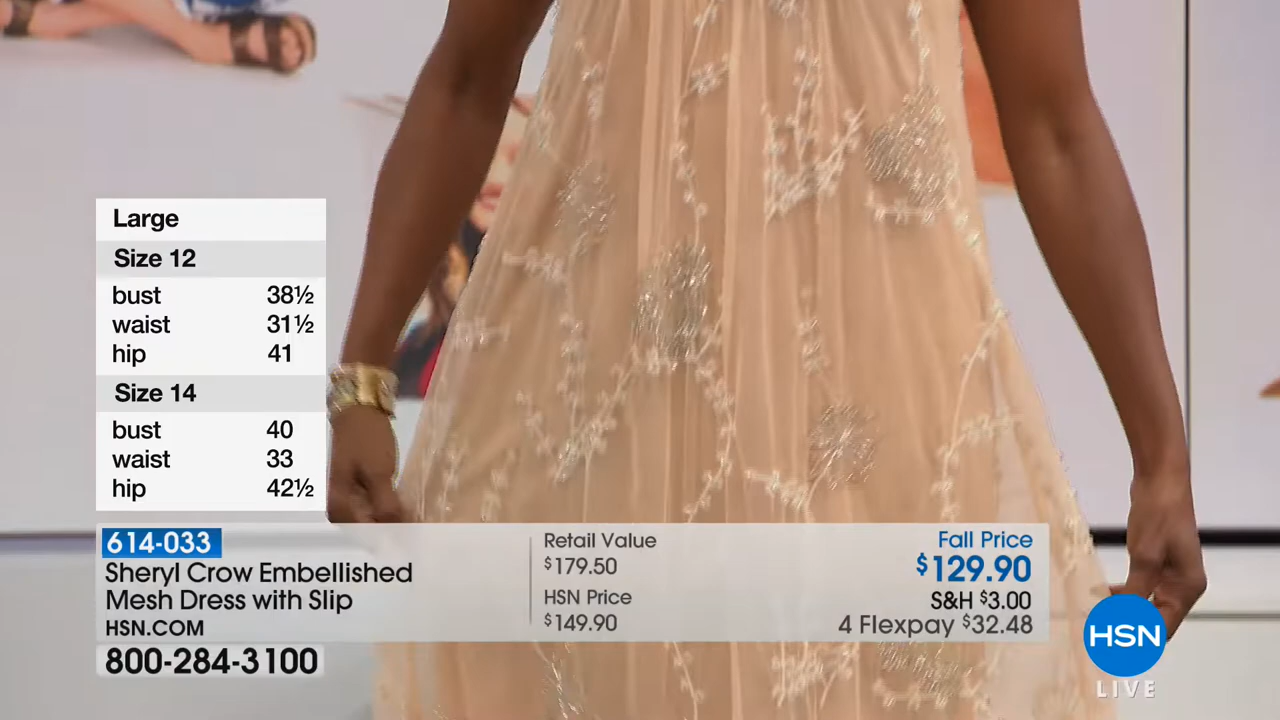 Large
Size 12
bust 38½
waist 31½
hip 41
Size 14
bust 40
waist 33
hip 42½
614-033
Sheryl Crow Embellished
Mesh Dress with Slip
HSN.COM
800-284-3100
Retail Value
$179.50
HSN Price
$149.90
Fall Price
$129.90
S&H $3.00
4 Flexpay $32.48
HSN
LIVE